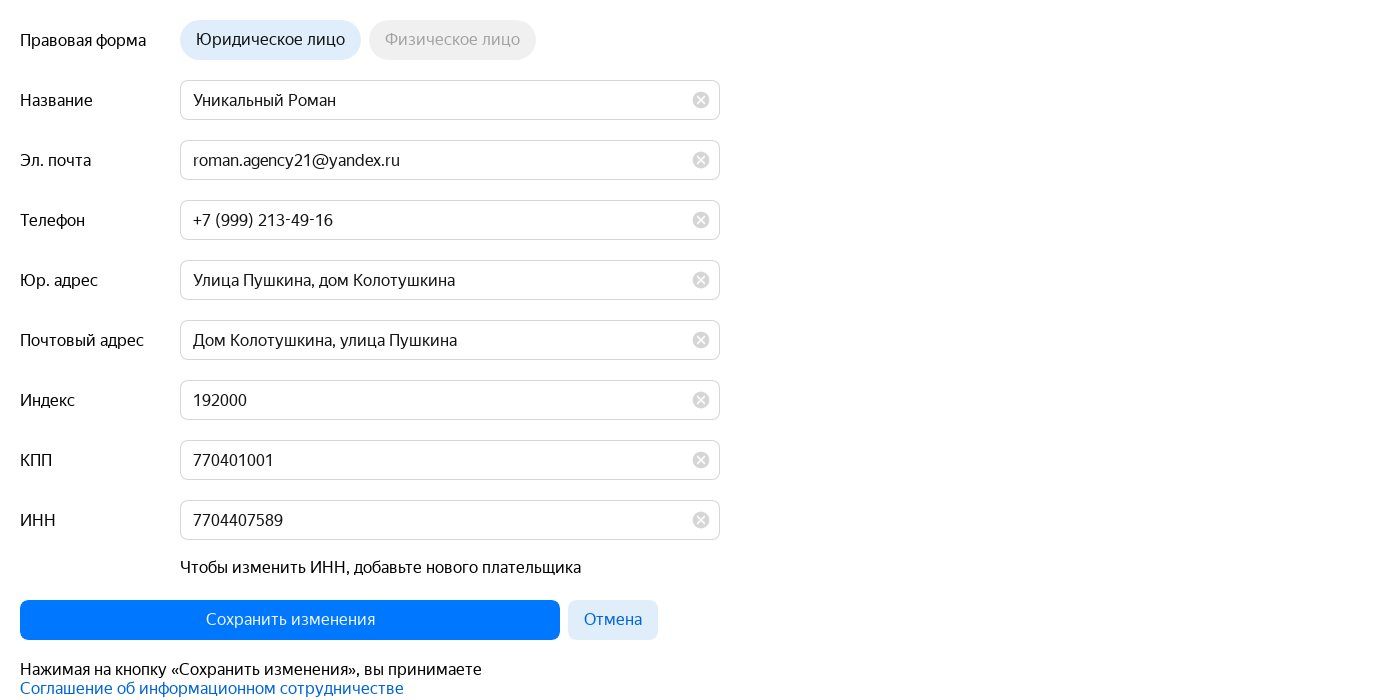 Правовая форма Юридическое лицо Физическое лицо
Название Уникальный Роман
Эл. почта roman.agency21@yandex.ru
Телефон +7 (999) 213-49-16
Юр. адрес Улица Пушкина, дом Колотушкина
Почтовый адрес Дом Колотушкина, улица Пушкина
Индекс 192000
КПП 770401001
ИНН 7704407589
Чтобы изменить ИНН, добавьте нового плательщика
Сохранить изменения Отмена
Нажимая на кнопку «Сохранить изменения», вы принимаете
Соглашение об информационном сотрудничестве